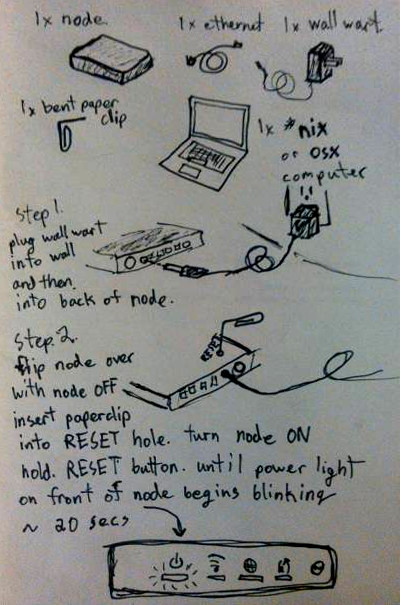 1x node
1x ethernet
1x wall wart
1x bent paper
clip
1x *nix
or OSX
computer
Step 1.
plug wall wart
into wall
and then
into back of node.
Step. 2.
flip node over
with node OFF
insert paperclip
into RESET hole. turn node ON
hold. RESET button. until power light
on front of node begins blinking
~ 20 secs